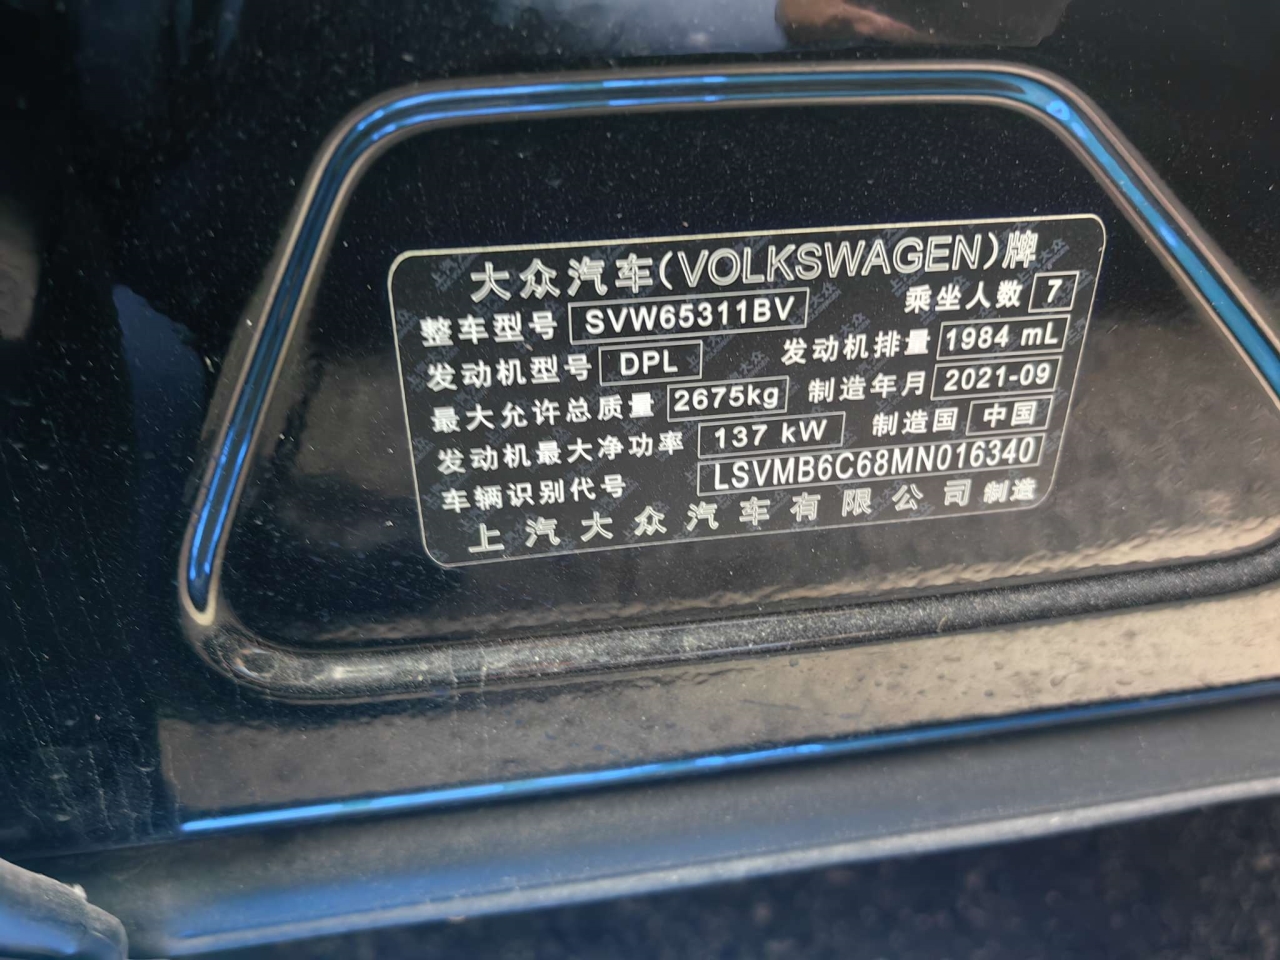 大众汽车(VOLKSWAGEN)牌
整车型号 SVW65311BV 乘坐人数 7
发动机型号 DPL 发动机排量 1984 mL
最大允许总质量 2675kg 制造年月 2021-09
发动机最大净功率 137 kW 制造国 中国
车辆识别代号 LSVMB6C68MN016340
上汽大众汽车有限公司 制造